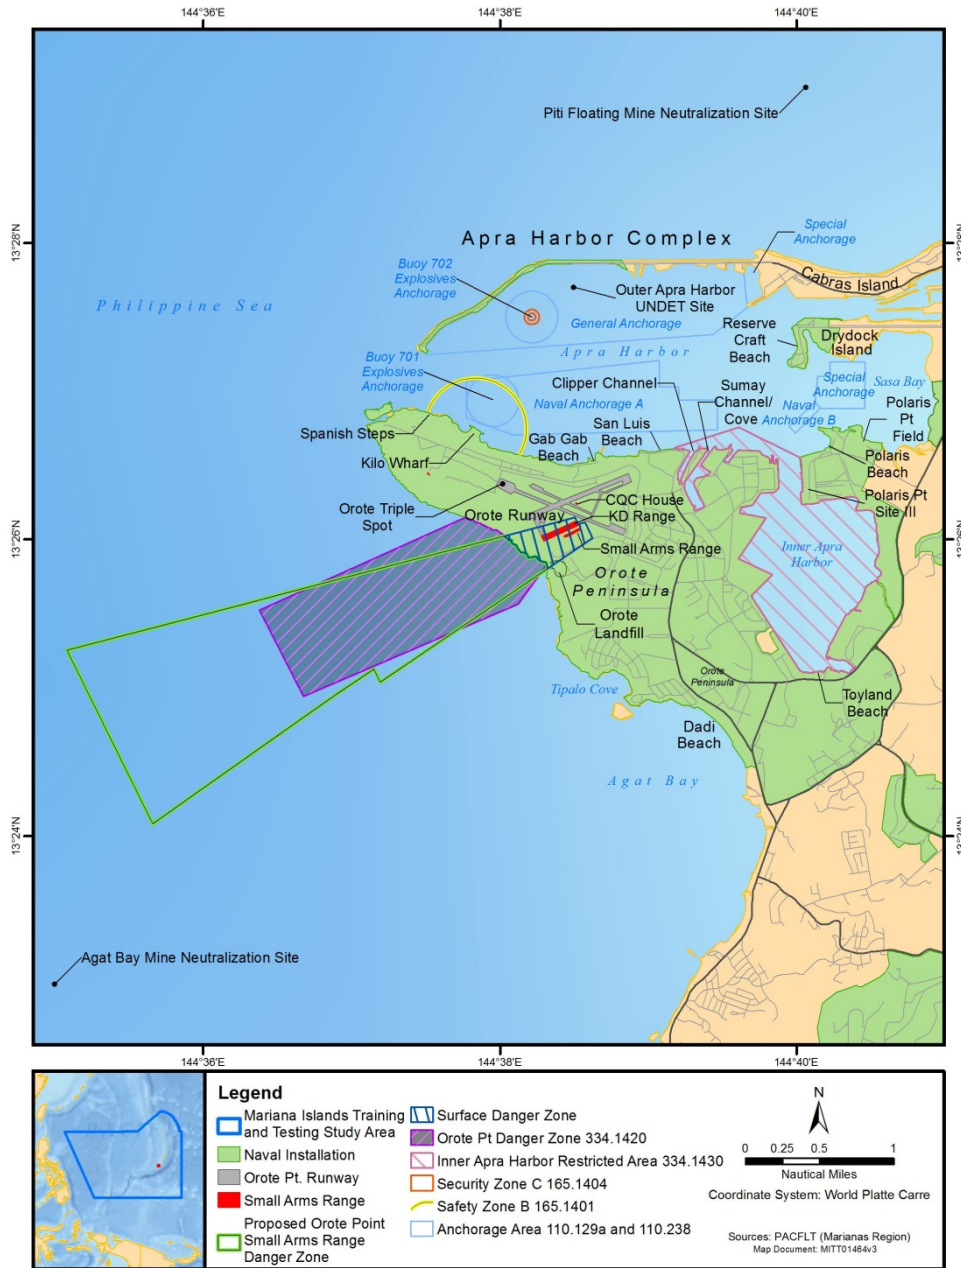 144°36'E
144°38'E
144°40'E
Piti Floating Mine Neutralization Site
13°28'N
13°28'N
Apra Harbor Complex
Special
Anchorage
Buoy 702
Explosives
Anchorage
Cabras Island
Philippine Sea
Outer Apra Harbor
UNDET Site
General Anchorage
Reserve
Craft
Beach
Drydock
Island
Apra Harbor
Buoy 701
Explosives
Anchorage
Clipper Channel
Sumay
Channel/
Cove
Special
Anchorage
Sasa Bay
Naval Anchorage A
Naval
Anchorage B
Polaris
Pt
Field
San Luis
Beach
Spanish Steps
Gab Gab
Beach
Polaris
Beach
Kilo Wharf
Polaris Pt
Site III
Orote Triple
Spot
CQC House
Orote Runway
KD Range
13°26'N
13°26'N
Small Arms Range
Inner Apra
Harbor
Orote
Peninsula
Orote
Landfill
Orote
Peninsula
Tipalo Cove
Toyland
Beach
Dadi
Beach
Agat Bay
13°24'N
13°24'N
Agat Bay Mine Neutralization Site
144°36'E
144°38'E
144°40'E
Legend
Mariana Islands Training
and Testing Study Area
Naval Installation
Orote Pt. Runway
Small Arms Range
Proposed Orote Point
Small Arms Range
Danger Zone
Surface Danger Zone
Orote Pt Danger Zone 334.1420
Inner Apra Harbor Restricted Area 334.1430
Security Zone C 165.1404
Safety Zone B 165.1401
Anchorage Area 110.129a and 110.238
N
1 0.5 0 1
Nautical Miles
Coordinate System: World Platte Carre
Sources: PACFLT (Marianas Region)
Map Document: MITT01464v3